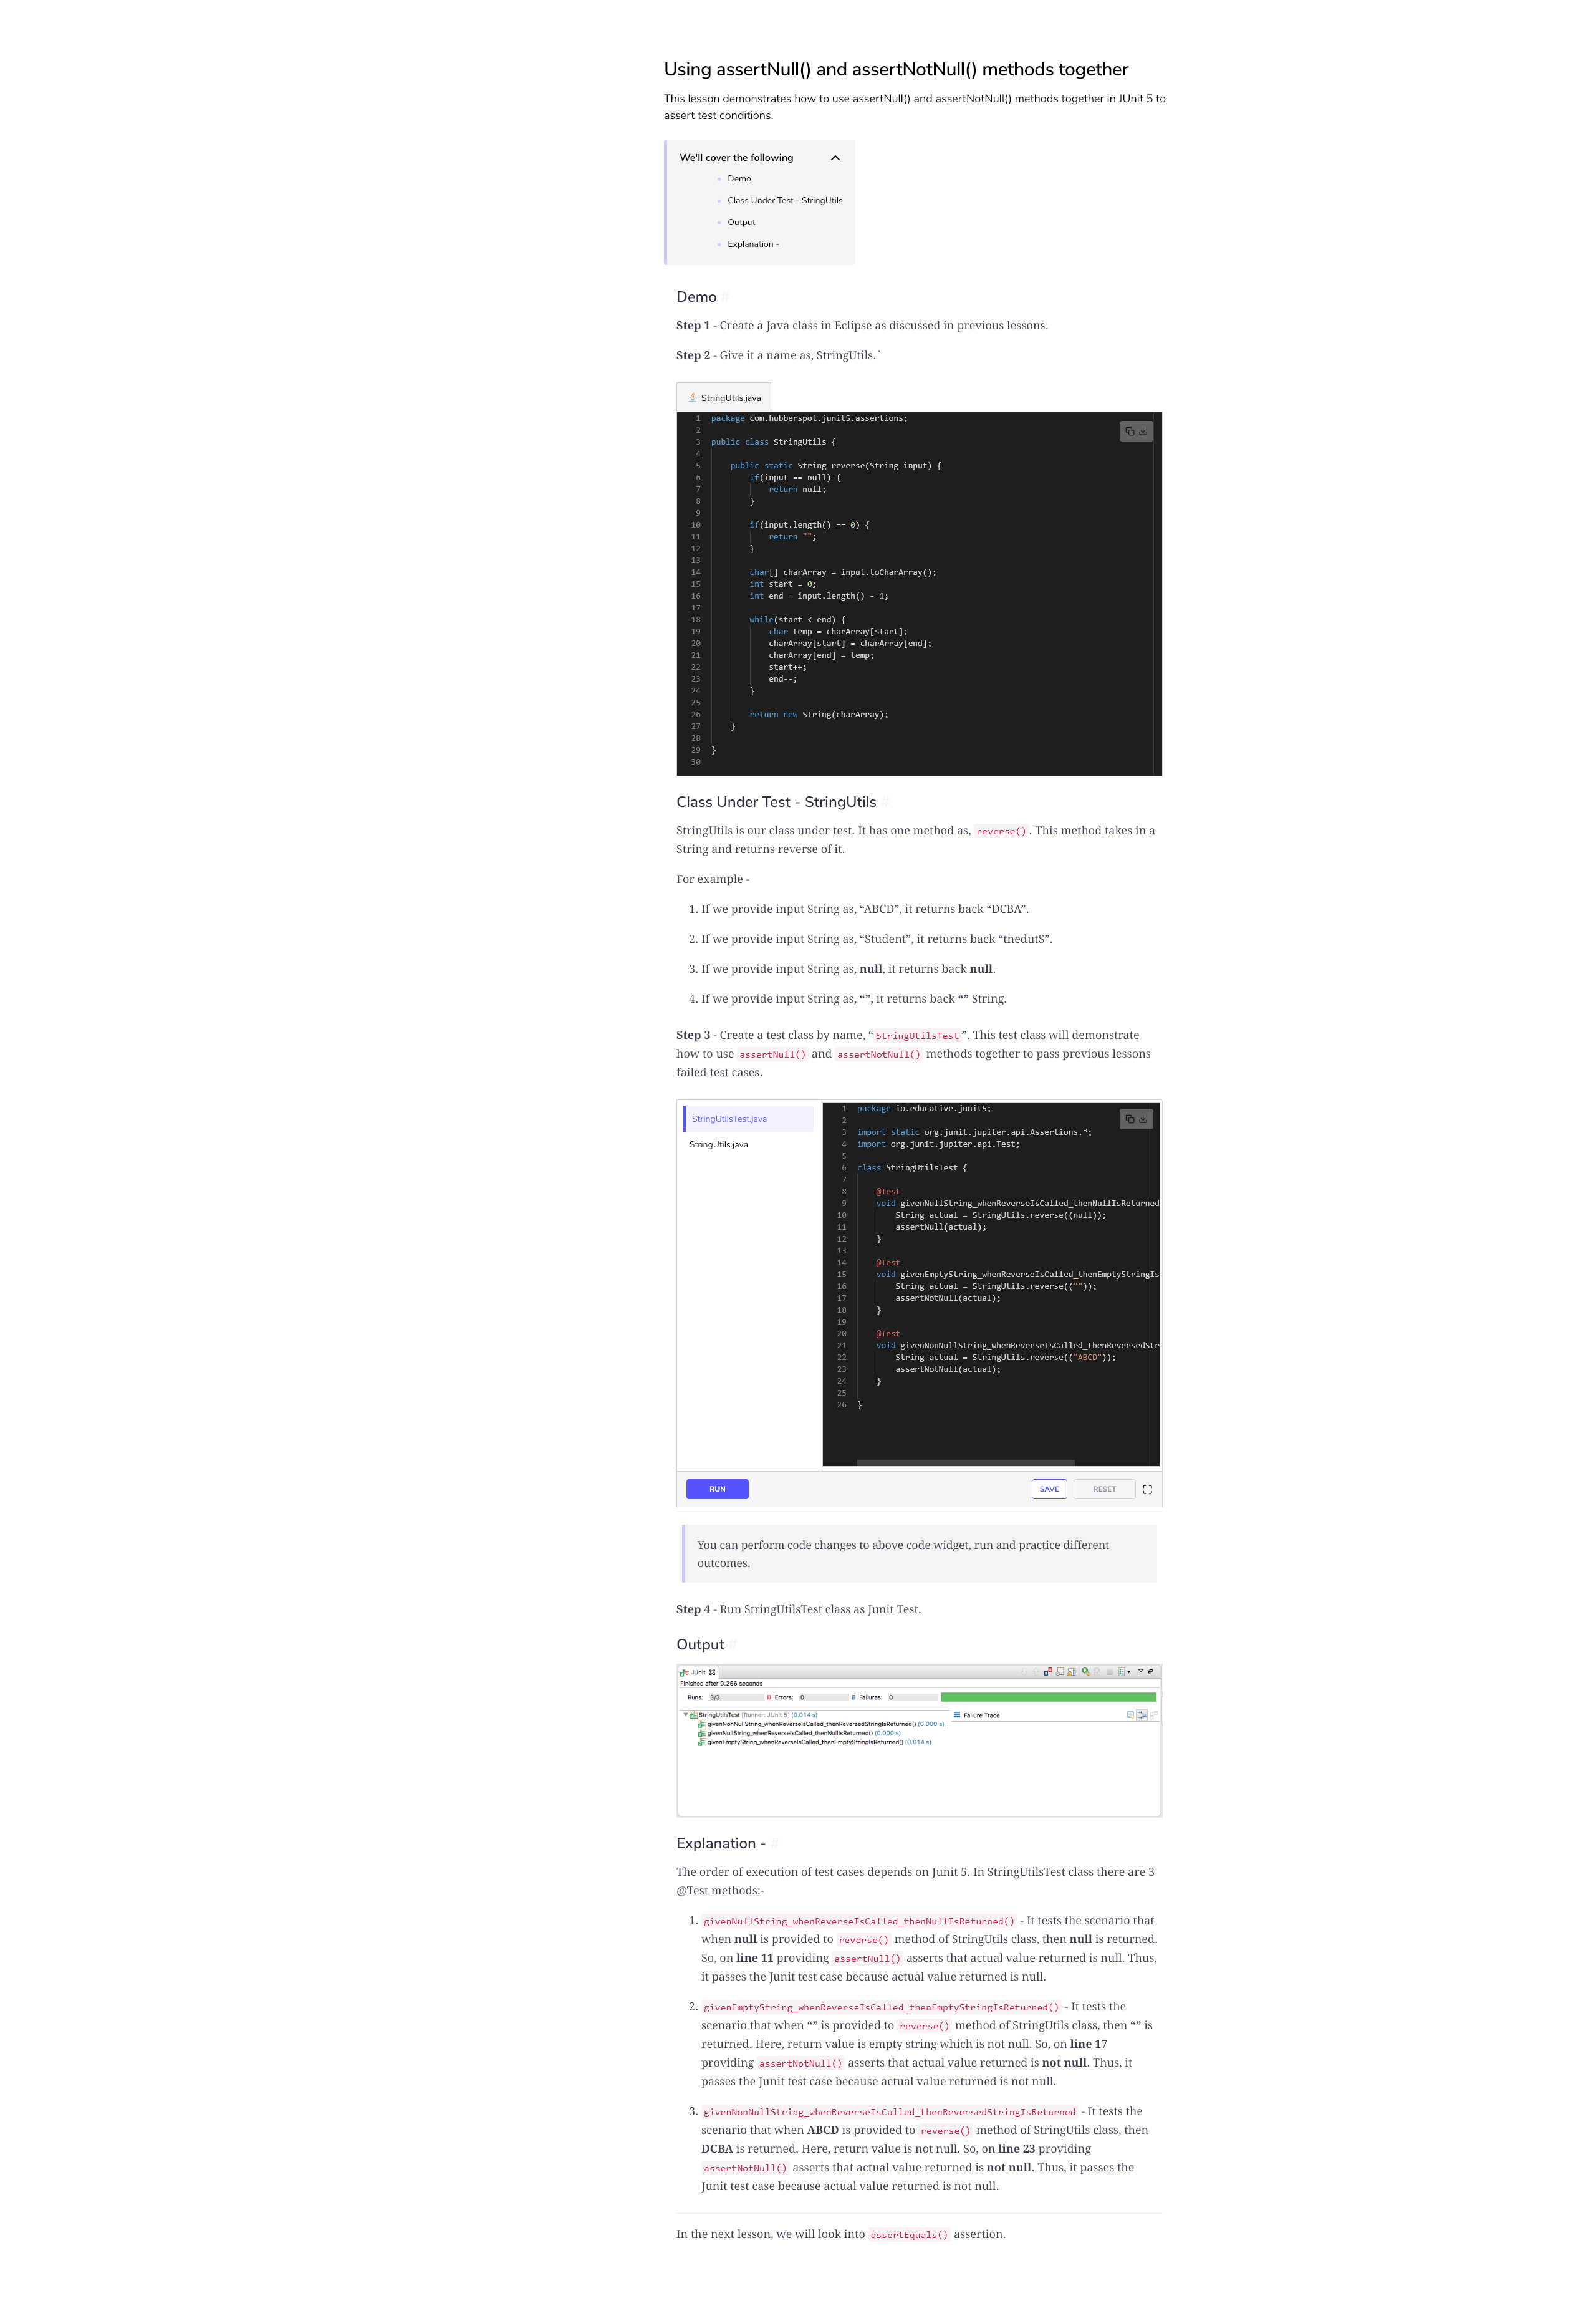 Using assertNull() and assertNotNull() methods together
This lesson demonstrates how to use assertNull() and assertNotNull() methods together in JUnit 5 to
assert test conditions.
We'll cover the following
Demo
Class Under Test - StringUtils
Output
Explanation -
Demo #
Step 1 - Create a Java class in Eclipse as discussed in previous lessons.
Step 2 - Give it a name as, StringUtils.`
StringUtils.java
1 package com.hubberspot.junit5.assertions;
2
3 public class StringUtils {
4
5 public static String reverse(String input) {
6 if(input == null) {
7 return null;
8 }
9
10 if(input.length() == 0) {
11 return "";
12 }
13
14 char[] charArray = input.toCharArray();
15 int start = 0;
16 int end = input.length() - 1;
17
18 while(start < end) {
19 char temp = charArray[start];
20 charArray[start] = charArray[end];
21 charArray[end] = temp;
22 start++;
23 end--;
24 }
25
26 return new String(charArray);
27 }
28
29 }
30
Class Under Test - StringUtils #
StringUtils is our class under test. It has one method as, reverse(). This method takes in a
String and returns reverse of it.
For example -
1. If we provide input String as, “ABCD”, it returns back “DCBA”.
2. If we provide input String as, “Student”, it returns back “tnedutS”.
3. If we provide input String as, null, it returns back null.
4. If we provide input String as, “”, it returns back “” String.
Step 3 - Create a test class by name, “StringUtilsTest”. This test class will demonstrate
how to use assertNull() and assertNotNull() methods together to pass previous lessons
failed test cases.
StringUtilsTest.java
StringUtils.java
1 package io.educative.junit5;
2
3 import static org.junit.jupiter.api.Assertions.*;
4 import org.junit.jupiter.api.Test;
5
6 class StringUtilsTest {
7
8 @Test
9 void givenNullString_whenReverseIsCalled_thenNullIsReturned
10 String actual = StringUtils.reverse((null));
11 assertNull(actual);
12 }
13
14 @Test
15 void givenEmptyString_whenReverseIsCalled_thenEmptyStringIs
16 String actual = StringUtils.reverse((""));
17 assertNotNull(actual);
18 }
19
20 @Test
21 void givenNonNullString_whenReverseIsCalled_thenReversedStr
22 String actual = StringUtils.reverse(("ABCD"));
23 assertNotNull(actual);
24 }
25
26 }
RUN
SAVE
RESET
You can perform code changes to above code widget, run and practice different
outcomes.
Step 4 - Run StringUtilsTest class as Junit Test.
Output #
JUnit
Finished after 0.266 seconds
Runs: 3/3 Errors: 0 Failures: 0
StringUtilsTest [Runner: JUnit 5] (0.014 s)
givenNonNullString_whenReverseIsCalled_thenReversedStringIsReturned() (0.000 s)
givenNullString_whenReverseIsCalled_thenNullIsReturned() (0.000 s)
givenEmptyString_whenReverseIsCalled_thenEmptyStringIsReturned() (0.014 s)
Failure Trace
Explanation - #
The order of execution of test cases depends on Junit 5. In StringUtilsTest class there are 3
@Test methods:-
1. givenNullString_whenReverseIsCalled_thenNullIsReturned() - It tests the scenario that
when null is provided to reverse() method of StringUtils class, then null is returned.
So, on line 11 providing assertNull() asserts that actual value returned is null. Thus,
it passes the Junit test case because actual value returned is null.
2. givenEmptyString_whenReverseIsCalled_thenEmptyStringIsReturned() - It tests the
scenario that when “” is provided to reverse() method of StringUtils class, then “” is
returned. Here, return value is empty string which is not null. So, on line 17
providing assertNotNull() asserts that actual value returned is not null. Thus, it
passes the Junit test case because actual value returned is not null.
3. givenNonNullString_whenReverseIsCalled_thenReversedStringIsReturned - It tests the
scenario that when ABCD is provided to reverse() method of StringUtils class, then
DCBA is returned. Here, return value is not null. So, on line 23 providing
assertNotNull() asserts that actual value returned is not null. Thus, it passes the
Junit test case because actual value returned is not null.
In the next lesson, we will look into assertEquals() assertion.